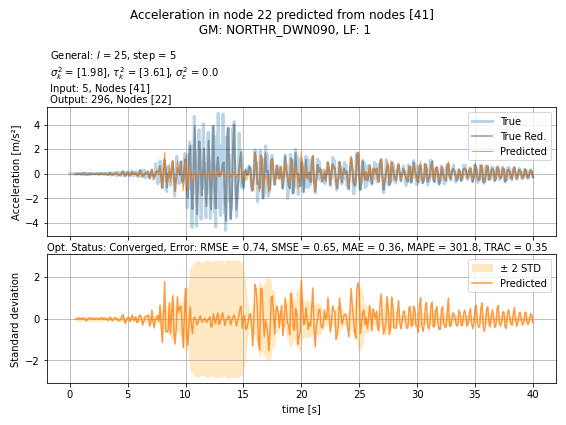 Acceleration in node 22 predicted from nodes [41]
GM: NORTHR_DWN090, LF: 1
General: l = 25, step = 5
σ²ₖ = [1.98], τ²ₖ = [3.61], σ²ε = 0.0
Input: 5, Nodes [41]
Output: 296, Nodes [22]
Acceleration [m/s²]
4
2
0
−2
−4
True
True Red.
Predicted
Opt. Status: Converged, Error: RMSE = 0.74, SMSE = 0.65, MAE = 0.36, MAPE = 301.8, TRAC = 0.35
Standard deviation
2
0
−2
± 2 STD
Predicted
0 5 10 15 20 25 30 35 40
time [s]